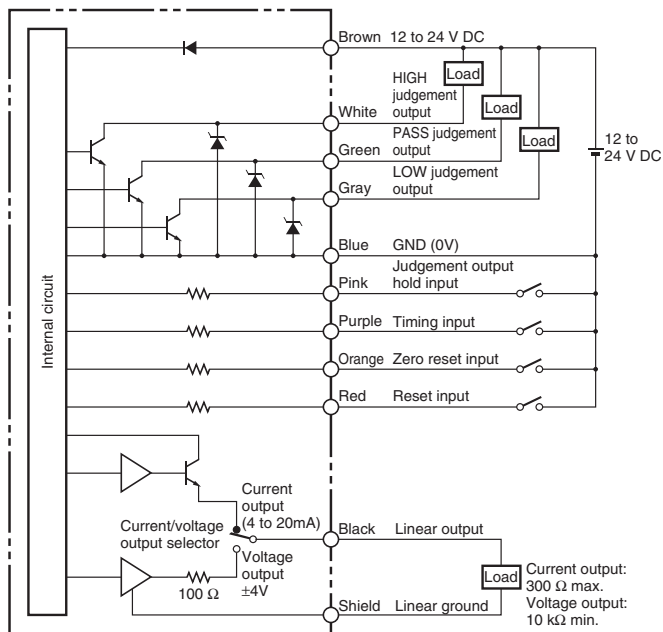 Brown 12 to 24 V DC
Load
HIGH
judgement
output
White
Load
PASS judgement
output
Green
Load
12 to
24 V DC
LOW judgement
output
Gray
Blue GND (0V)
Judgement output
hold input
Pink
Internal circuit
Purple Timing input
Orange Zero reset input
Red Reset input
Current
output
(4 to 20mA)
Current/voltage
output selector
Black Linear output
Voltage
output
±4V
100 Ω
Load
Current output:
300 Ω max.
Voltage output:
10 kΩ min.
Shield Linear ground